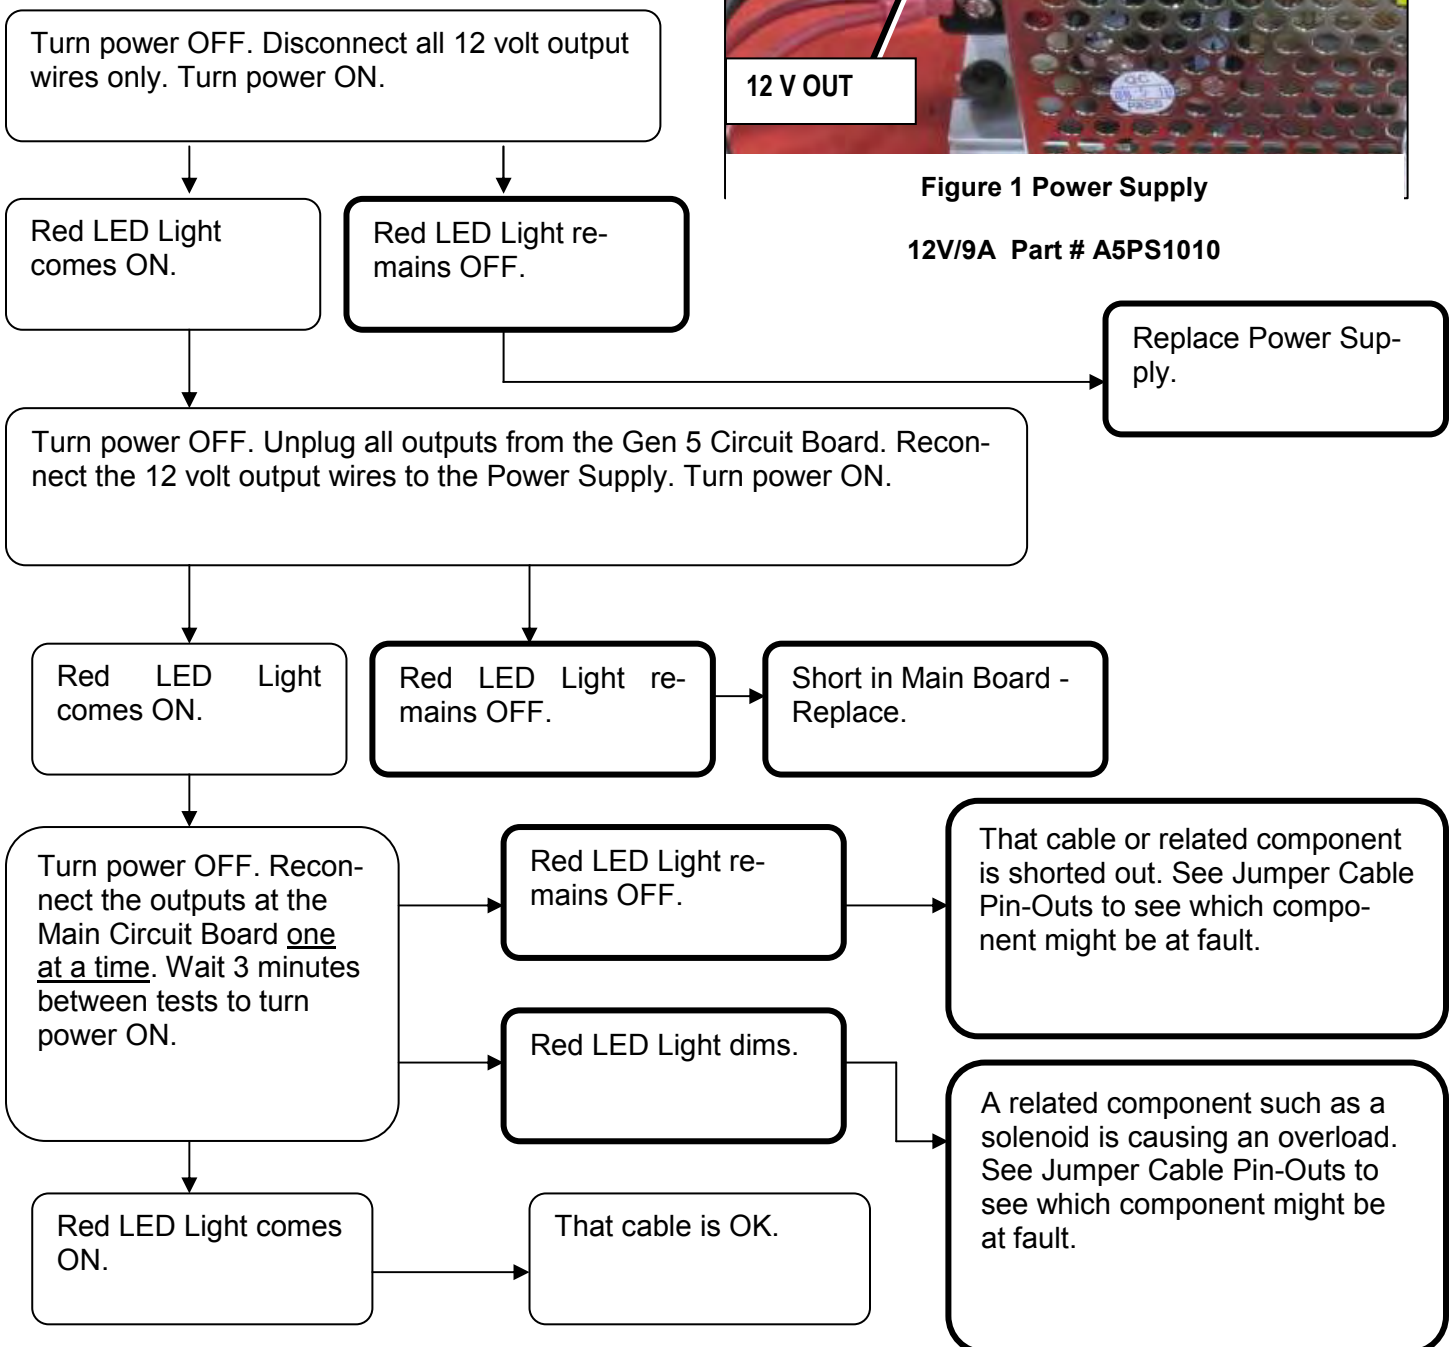 Turn power OFF. Disconnect all 12 volt output
wires only. Turn power ON.
12 V OUT
QC
PASS
Figure 1 Power Supply
12V/9A Part # A5PS1010
Red LED Light
comes ON.
Red LED Light re-
mains OFF.
Replace Power Sup-
ply.
Turn power OFF. Unplug all outputs from the Gen 5 Circuit Board. Recon-
nect the 12 volt output wires to the Power Supply. Turn power ON.
Red LED Light
comes ON.
Red LED Light re-
mains OFF.
Short in Main Board -
Replace.
Turn power OFF. Recon-
nect the outputs at the
Main Circuit Board one
at a time. Wait 3 minutes
between tests to turn
power ON.
Red LED Light re-
mains OFF.
That cable or related component
is shorted out. See Jumper Cable
Pin-Outs to see which compo-
nent might be at fault.
Red LED Light dims.
A related component such as a
solenoid is causing an overload.
See Jumper Cable Pin-Outs to
see which component might be
at fault.
Red LED Light comes
ON.
That cable is OK.